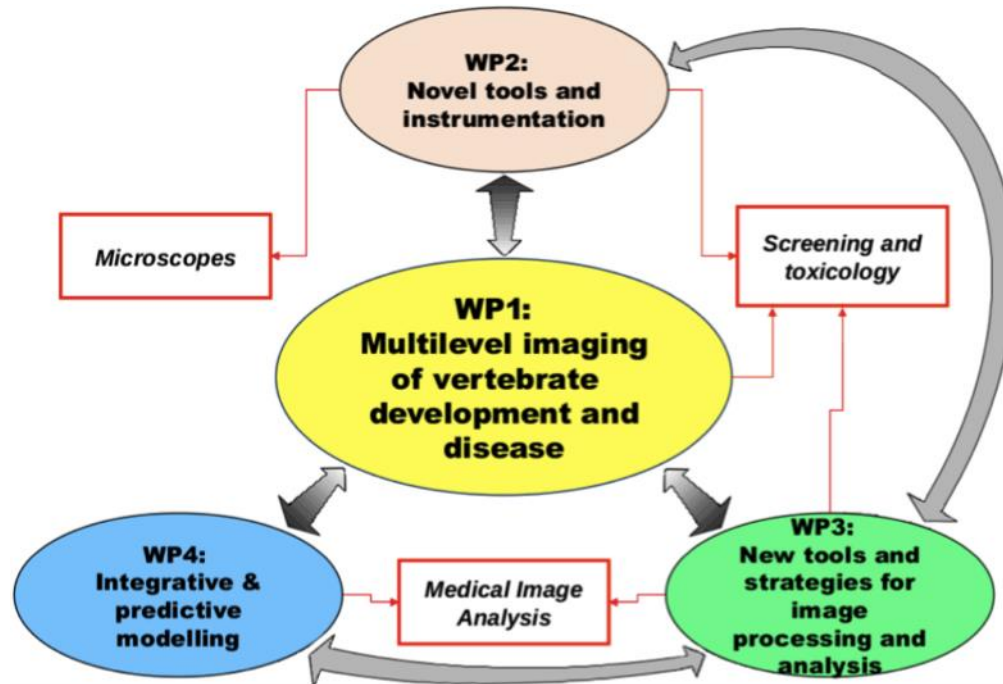 WP2:
Novel tools and
instrumentation
Microscopes
Screening and
toxicology
WP1:
Multilevel imaging
of vertebrate
development and
disease
WP4:
Integrative &
predictive
modelling
Medical Image
Analysis
WP3:
New tools and
strategies for
image
processing and
analysis